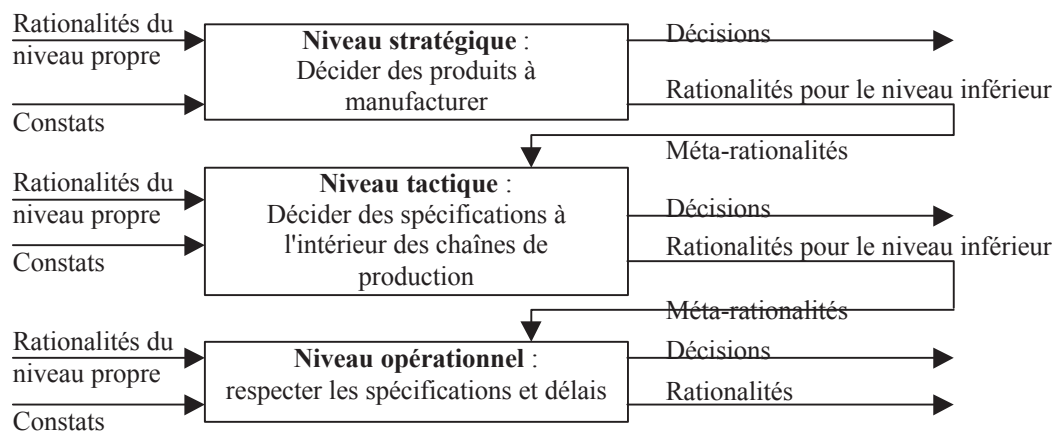 Rationalités du
niveau propre
Constats
Niveau stratégique :
Décider des produits à
manufacturer
Décisions
Rationalités pour le niveau inférieur
Méta-rationalités
Rationalités du
niveau propre
Constats
Niveau tactique :
Décider des spécifications à
l'intérieur des chaînes de
production
Décisions
Rationalités pour le niveau inférieur
Méta-rationalités
Rationalités du
niveau propre
Constats
Niveau opérationnel :
respecter les spécifications et délais
Décisions
Rationalités